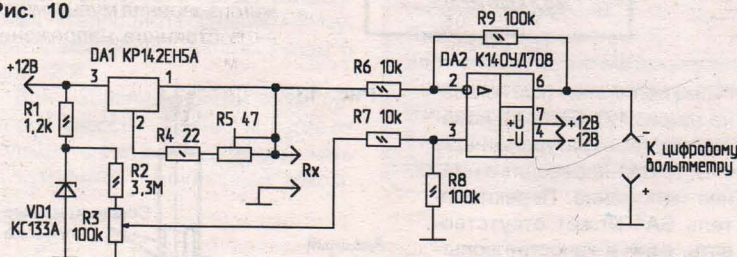 Рис. 10
DA1 КР142ЕН5А
+12В
3
1
2
R1
1,2k
R4 22
R5 47
R2
3,3М
R3
100k
VD1
КС133А
Rx
R6 10k
R7 10k
R8
100k
R9 100k
DA2 К140УД708
2
3
6
7
4
U
+12В
12В
-
К цифровому
вольтметру
+